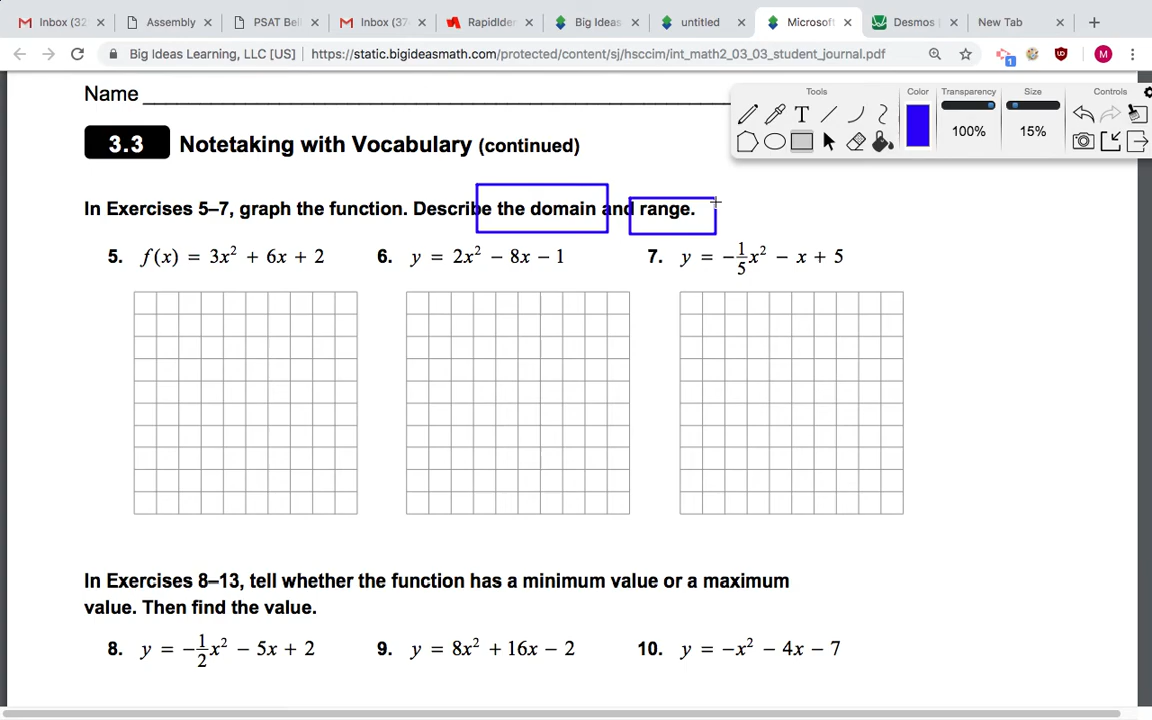 Inbox (32
Assembly
PSAT Bel
Inbox (37
RapidIder
Big Ideas
untitled
Microsof
Desmos
New Tab
Big Ideas Learning, LLC [US]
https://static.bigideasmath.com/protected/content/sj/hsccim/int_math2_03_03_student_journal.pdf
1
M
Tools
Color
Transparency
Size
Controls
T
100%
15%
Name
3.3 Notetaking with Vocabulary (continued)
In Exercises 5–7, graph the function. Describe the domain and range.
5. f(x) = 3x² + 6x + 2
6. y = 2x² − 8x − 1
7. y = −1/5x² − x + 5
In Exercises 8–13, tell whether the function has a minimum value or a maximum
value. Then find the value.
8. y = −1/2x² − 5x + 2
9. y = 8x² + 16x − 2
10. y = −x² − 4x − 7